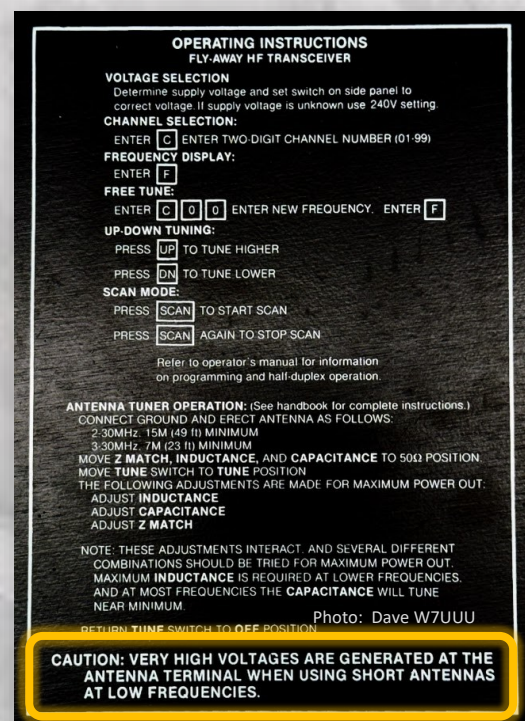 OPERATING INSTRUCTIONS
FLY-AWAY HF TRANSCEIVER
VOLTAGE SELECTION
Determine supply voltage and set switch on side panel to
correct voltage. If supply voltage is unknown use 240V setting.
CHANNEL SELECTION:
ENTER C ENTER TWO-DIGIT CHANNEL NUMBER (01-99)
FREQUENCY DISPLAY:
ENTER F
FREE TUNE:
ENTER C 0 0 ENTER NEW FREQUENCY. ENTER F
UP-DOWN TUNING:
PRESS UP TO TUNE HIGHER
PRESS DN TO TUNE LOWER
SCAN MODE:
PRESS SCAN TO START SCAN
PRESS SCAN AGAIN TO STOP SCAN
Refer to operator's manual for information
on programming and half-duplex operation.
ANTENNA TUNER OPERATION: (See handbook for complete instructions.)
CONNECT GROUND AND ERECT ANTENNA AS FOLLOWS:
2-30MHz, 15M (49 ft) MINIMUM
3-30MHz, 7M (23 ft) MINIMUM
MOVE Z MATCH, INDUCTANCE, AND CAPACITANCE TO 50Ω POSITION.
MOVE TUNE SWITCH TO TUNE POSITION
THE FOLLOWING ADJUSTMENTS ARE MADE FOR MAXIMUM POWER OUT:
ADJUST INDUCTANCE
ADJUST CAPACITANCE
ADJUST Z MATCH
NOTE: THESE ADJUSTMENTS INTERACT. AND SEVERAL DIFFERENT
COMBINATIONS SHOULD BE TRIED FOR MAXIMUM POWER OUT.
MAXIMUM INDUCTANCE IS REQUIRED AT LOWER FREQUENCIES.
AND AT MOST FREQUENCIES THE CAPACITANCE WILL TUNE
NEAR MINIMUM.
Photo: Dave W7UUU
RETURN TUNE SWITCH TO OFF POSITION
CAUTION: VERY HIGH VOLTAGES ARE GENERATED AT THE
ANTENNA TERMINAL WHEN USING SHORT ANTENNAS
AT LOW FREQUENCIES.